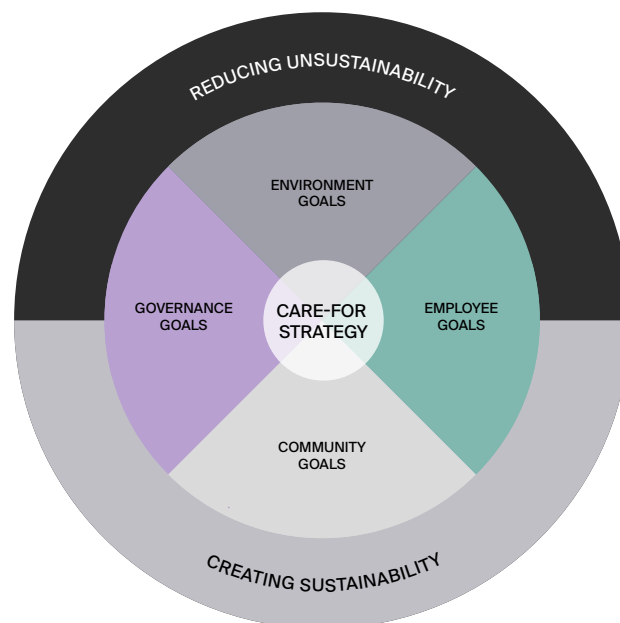 REDUCING UNSUSTAINABILITY
ENVIRONMENT
GOALS
GOVERNANCE
GOALS
CARE-FOR
STRATEGY
EMPLOYEE
GOALS
COMMUNITY
GOALS
CREATING SUSTAINABILITY